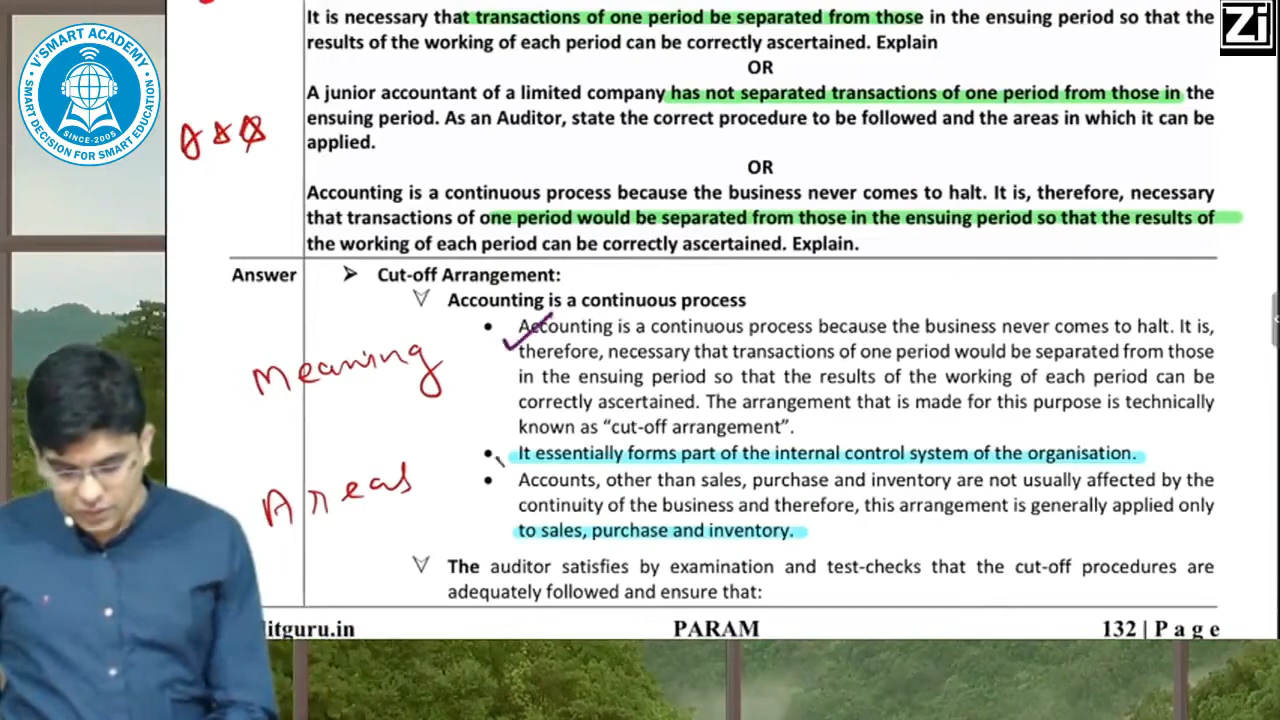 V'SMART ACADEMY
SMART DECISION FOR SMART EDUCATION
SINCE-2005
Zi
It is necessary that transactions of one period be separated from those in the ensuing period so that the
results of the working of each period can be correctly ascertained. Explain
OR
A junior accountant of a limited company has not separated transactions of one period from those in the
ensuing period. As an Auditor, state the correct procedure to be followed and the areas in which it can be
applied.
OR
Accounting is a continuous process because the business never comes to halt. It is, therefore, necessary
that transactions of one period would be separated from those in the ensuing period so that the results of
the working of each period can be correctly ascertained. Explain.
Answer
➤ Cut-off Arrangement:
Accounting is a continuous process
• Accounting is a continuous process because the business never comes to halt. It is,
therefore, necessary that transactions of one period would be separated from those
in the ensuing period so that the results of the working of each period can be
correctly ascertained. The arrangement that is made for this purpose is technically
known as “cut-off arrangement”.
Meaning
• It essentially forms part of the internal control system of the organisation.
• Accounts, other than sales, purchase and inventory are not usually affected by the
continuity of the business and therefore, this arrangement is generally applied only
to sales, purchase and inventory.
Areas
The auditor satisfies by examination and test-checks that the cut-off procedures are
adequately followed and ensure that:
itguru.in PARAM 132 | P a g e